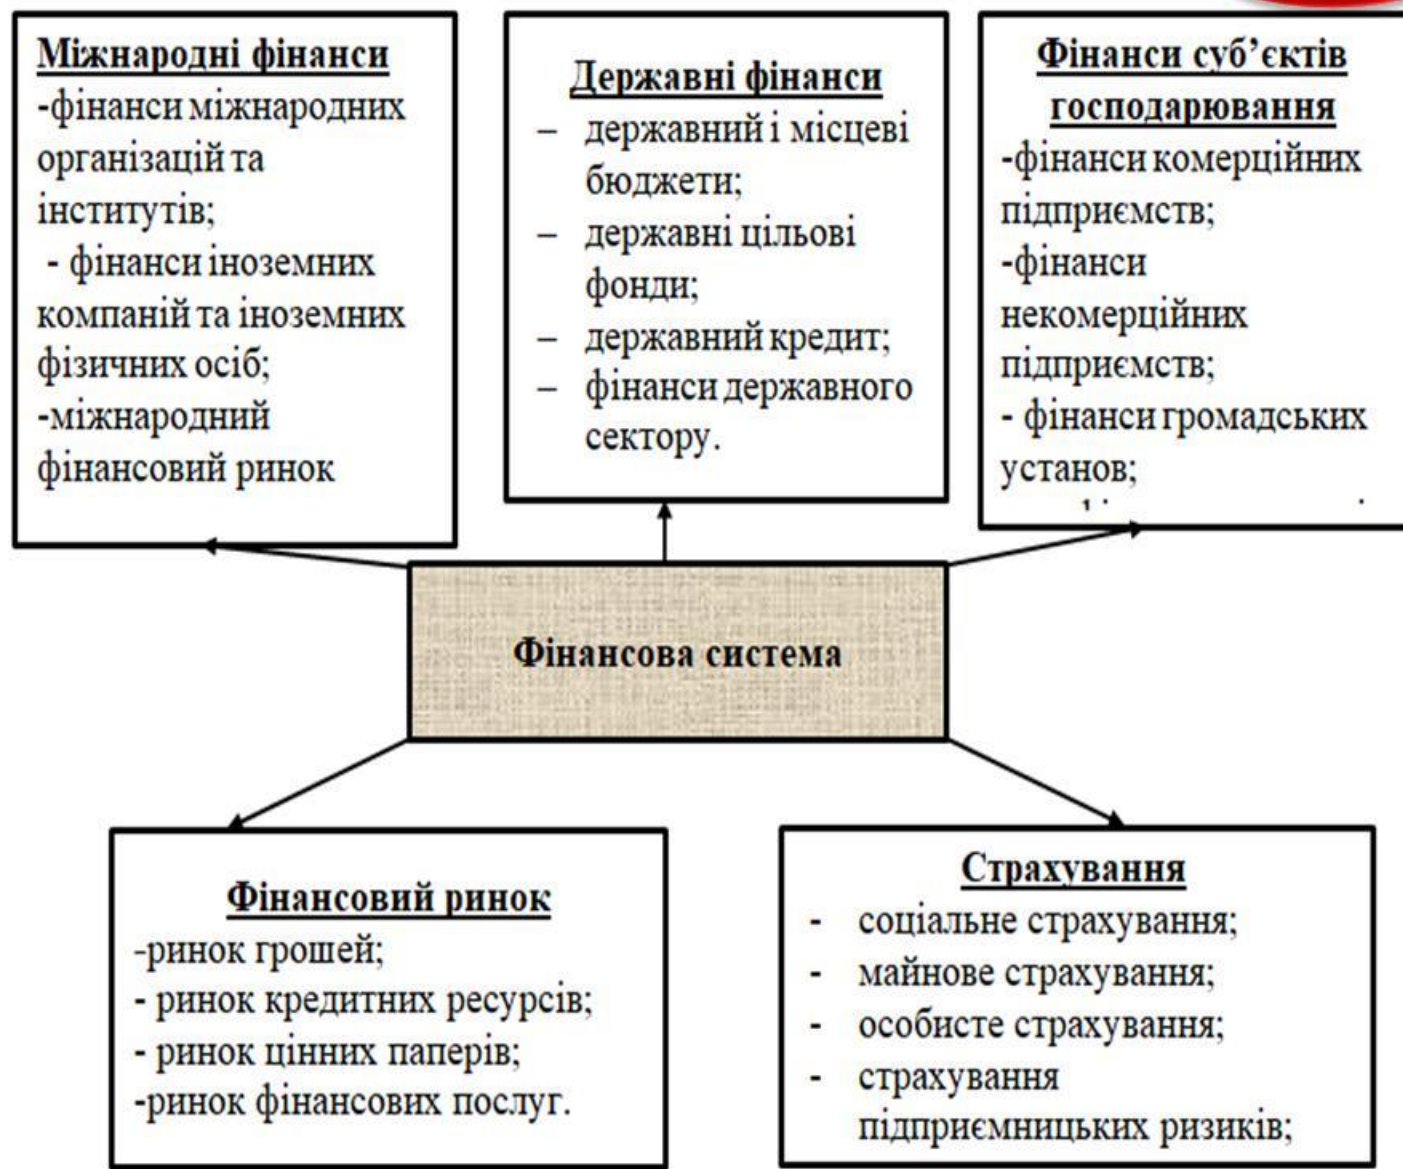 Міжнародні фінанси
-фінанси міжнародних
організацій та
інститутів;
- фінанси іноземних
компаній та іноземних
фізичних осіб;
-міжнародний
фінансовий ринок
Державні фінанси
– державний і місцеві
бюджети;
– державні цільові
фонди;
– державний кредит;
– фінанси державного
сектору.
Фінанси суб’єктів
господарювання
-фінанси комерційних
підприємств;
-фінанси
некомерційних
підприємств;
- фінанси громадських
установ;
Фінансова система
Фінансовий ринок
-ринок грошей;
- ринок кредитних ресурсів;
- ринок цінних паперів;
-ринок фінансових послуг.
Страхування
- соціальне страхування;
- майнове страхування;
- особисте страхування;
- страхування
підприємницьких ризиків;